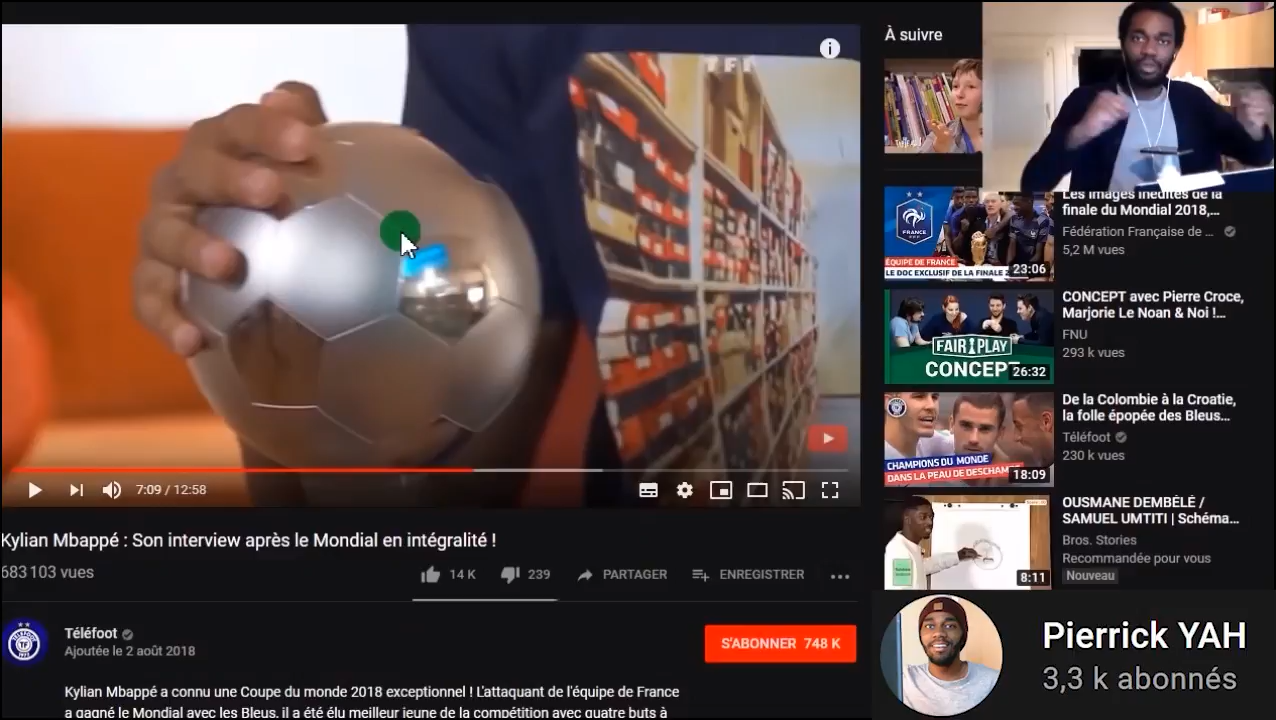 TF1
i
À suivre
Les images inédites de la
finale du Mondial 2018,...
Fédération Française de ...
5,2 M vues
FRANCE
ÉQUIPE DE FRANCE
LE DOC EXCLUSIF DE LA FINALE 2
23:06
CONCEPT avec Pierre Croce,
Marjorie Le Noan & Noi !...
FNU
293 k vues
FAIR PLAY
CONCEPT
26:32
De la Colombie à la Croatie,
la folle épopée des Bleus...
Téléfoot
230 k vues
CHAMPIONS DU MONDE
DANS LA PEAU DE DESCHAM
18:09
OUSMANE DEMBÉLÉ /
SAMUEL UMTITI | Schéma...
Bros. Stories
Recommandée pour vous
Nouveau
8:11
7:09 / 12:58
Kylian Mbappé : Son interview après le Mondial en intégralité !
683 103 vues
14 K
239
PARTAGER
ENREGISTRER
TÉLÉFOOT
Téléfoot
Ajoutée le 2 août 2018
S'ABONNER 748 K
Kylian Mbappé a connu une Coupe du monde 2018 exceptionnel ! L'attaquant de l'équipe de France
a gagné le Mondial avec les Bleus, il a été élu meilleur jeune de la compétition avec quatre buts à
Pierrick YAH
3,3 k abonnés